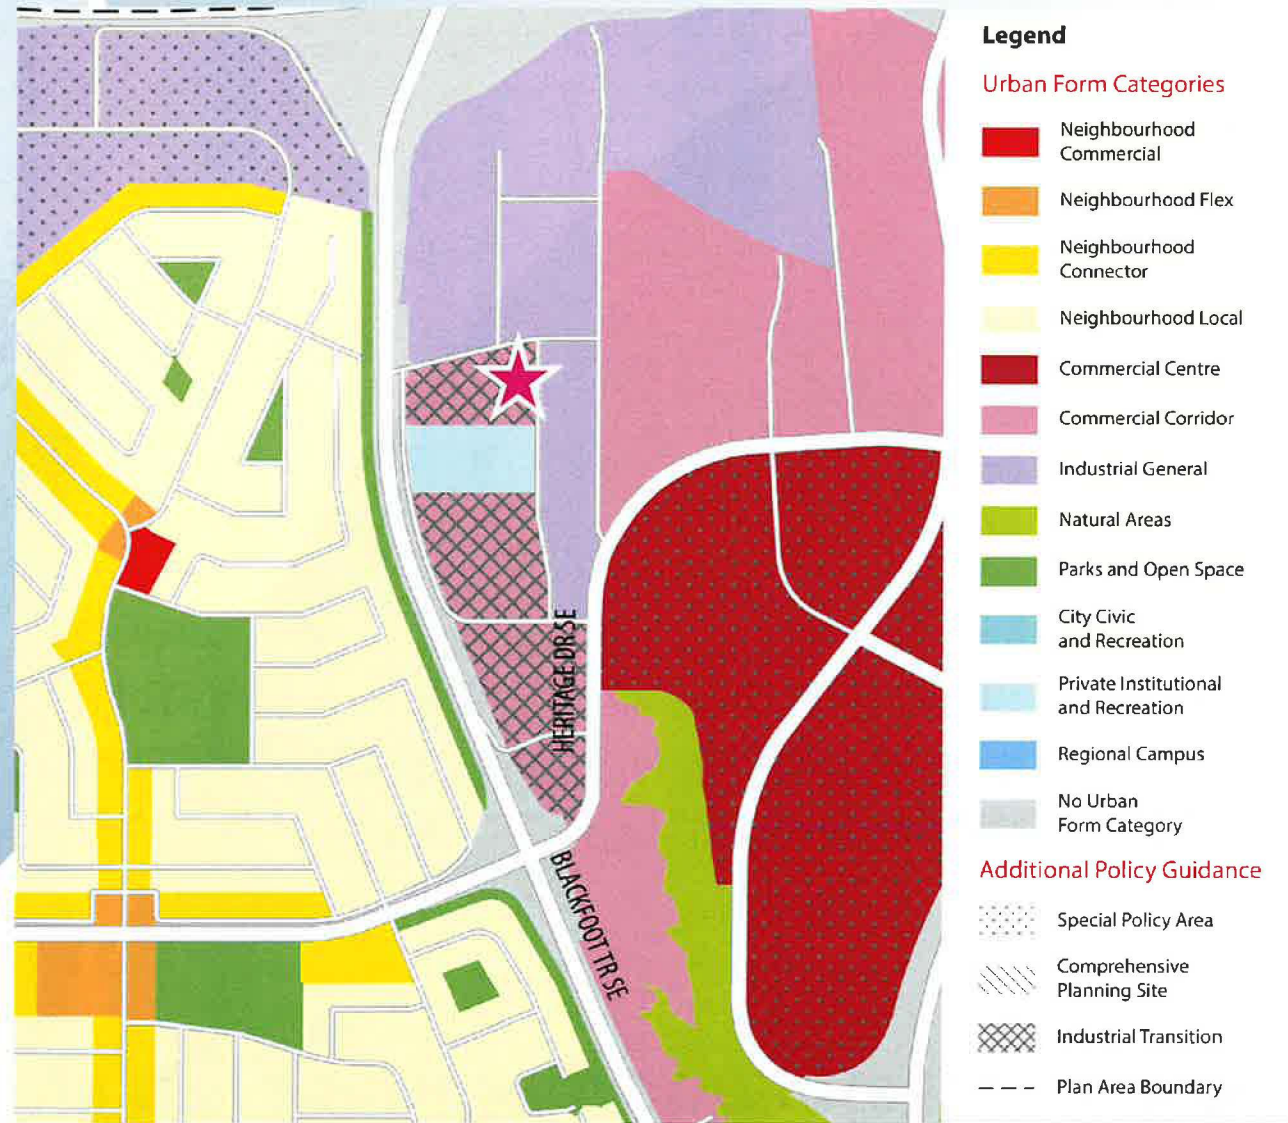 HERITAGE DR SE
BLACKFOOT TR SE
Legend
Urban Form Categories
Neighbourhood
Commercial
Neighbourhood Flex
Neighbourhood
Connector
Neighbourhood Local
Commercial Centre
Commercial Corridor
Industrial General
Natural Areas
Parks and Open Space
City Civic
and Recreation
Private Institutional
and Recreation
Regional Campus
No Urban
Form Category
Additional Policy Guidance
Special Policy Area
Comprehensive
Planning Site
Industrial Transition
Plan Area Boundary